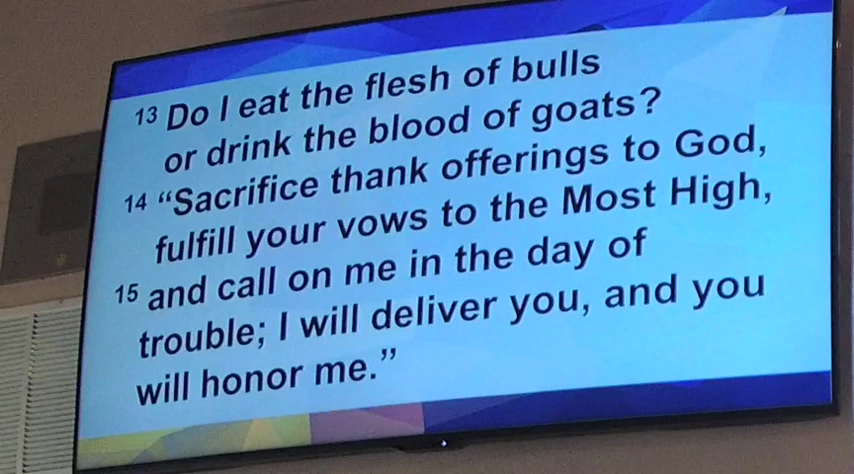 13 Do I eat the flesh of bulls
or drink the blood of goats?
14 “Sacrifice thank offerings to God,
fulfill your vows to the Most High,
15 and call on me in the day of
trouble; I will deliver you, and you
will honor me.”